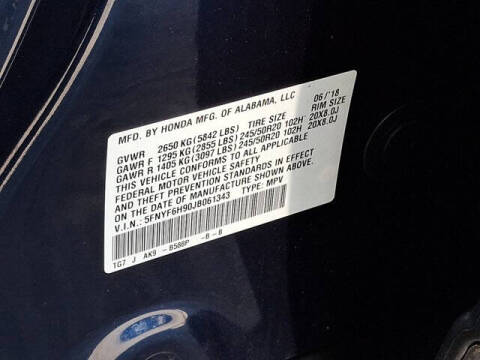 MFD. BY HONDA MFG. OF ALABAMA, LLC 06/'18
TIRE SIZE RIM SIZE
GVWR 2650 KG(5842 LBS)
GAWR F 1295 KG(2855 LBS) 245/50R20 102H 20X8.0J
GAWR R 1405 KG(3097 LBS) 245/50R20 102H 20X8.0J
THIS VEHICLE CONFORMS TO ALL APPLICABLE
FEDERAL MOTOR VEHICLE SAFETY
AND THEFT PREVENTION STANDARDS IN EFFECT
ON THE DATE OF MANUFACTURE SHOWN ABOVE.
V.I.N.: 5FNYF6H90JB061343 TYPE: MPV
1G7 J AK9 -B588P -B-B